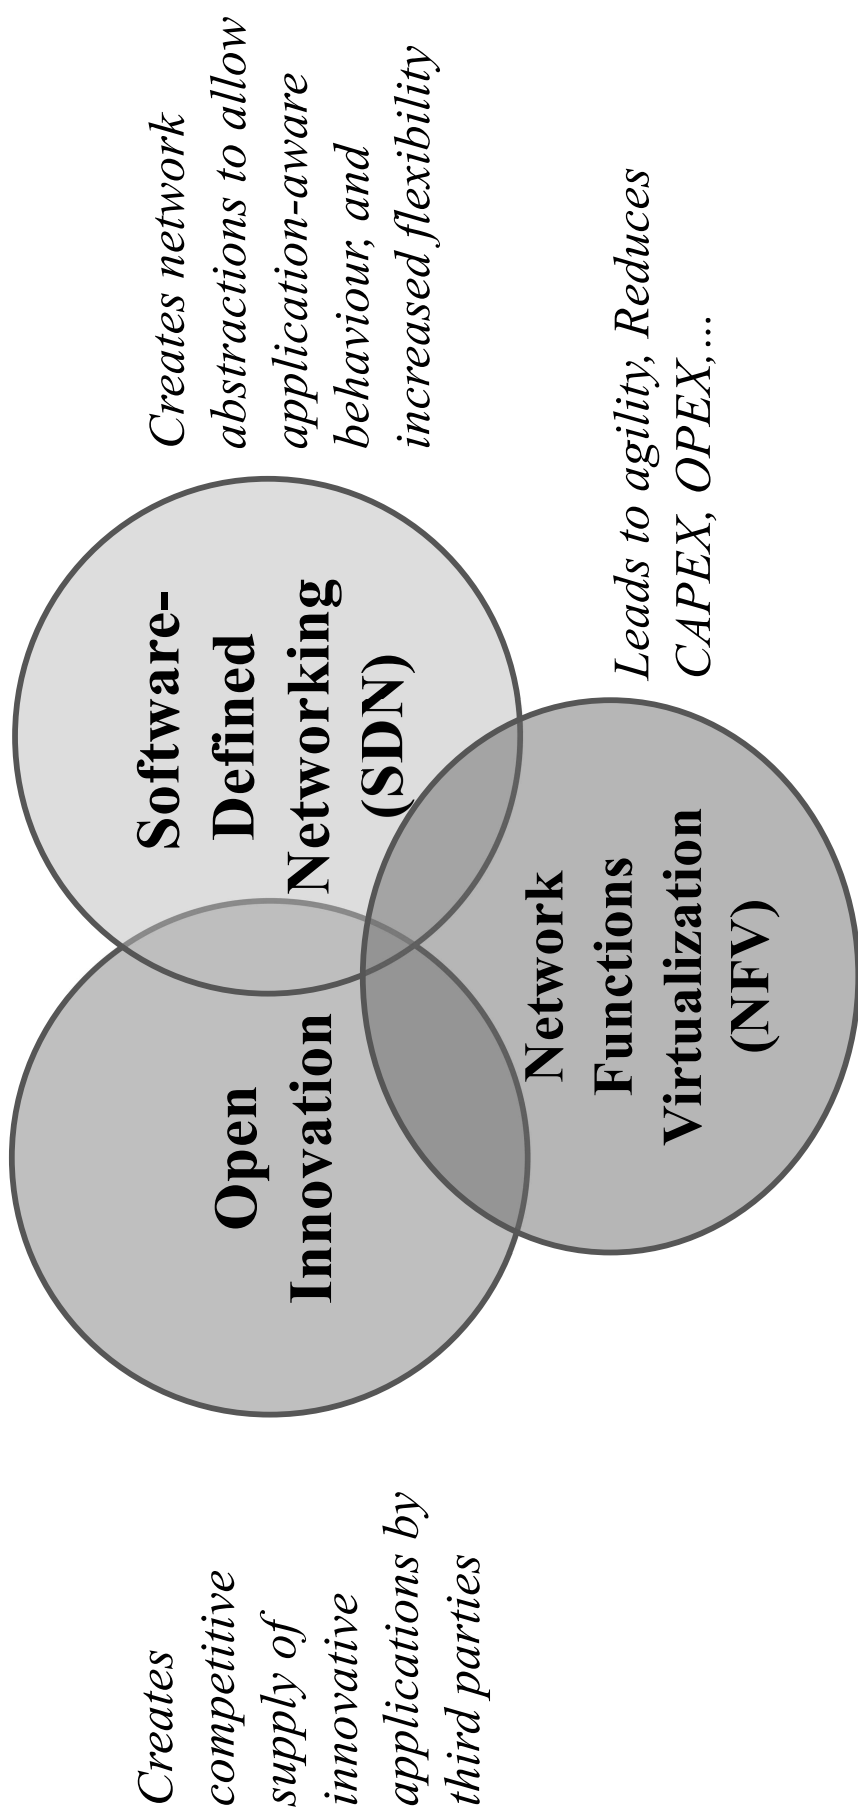 Creates
competitive
supply of
innovative
applications by
third parties
Open
Innovation
Software-
Defined
Networking
(SDN)
Creates network
abstractions to allow
application-aware
behaviour, and
increased flexibility
Network
Functions
Virtualization
(NFV)
Leads to agility, Reduces
CAPEX, OPEX,...